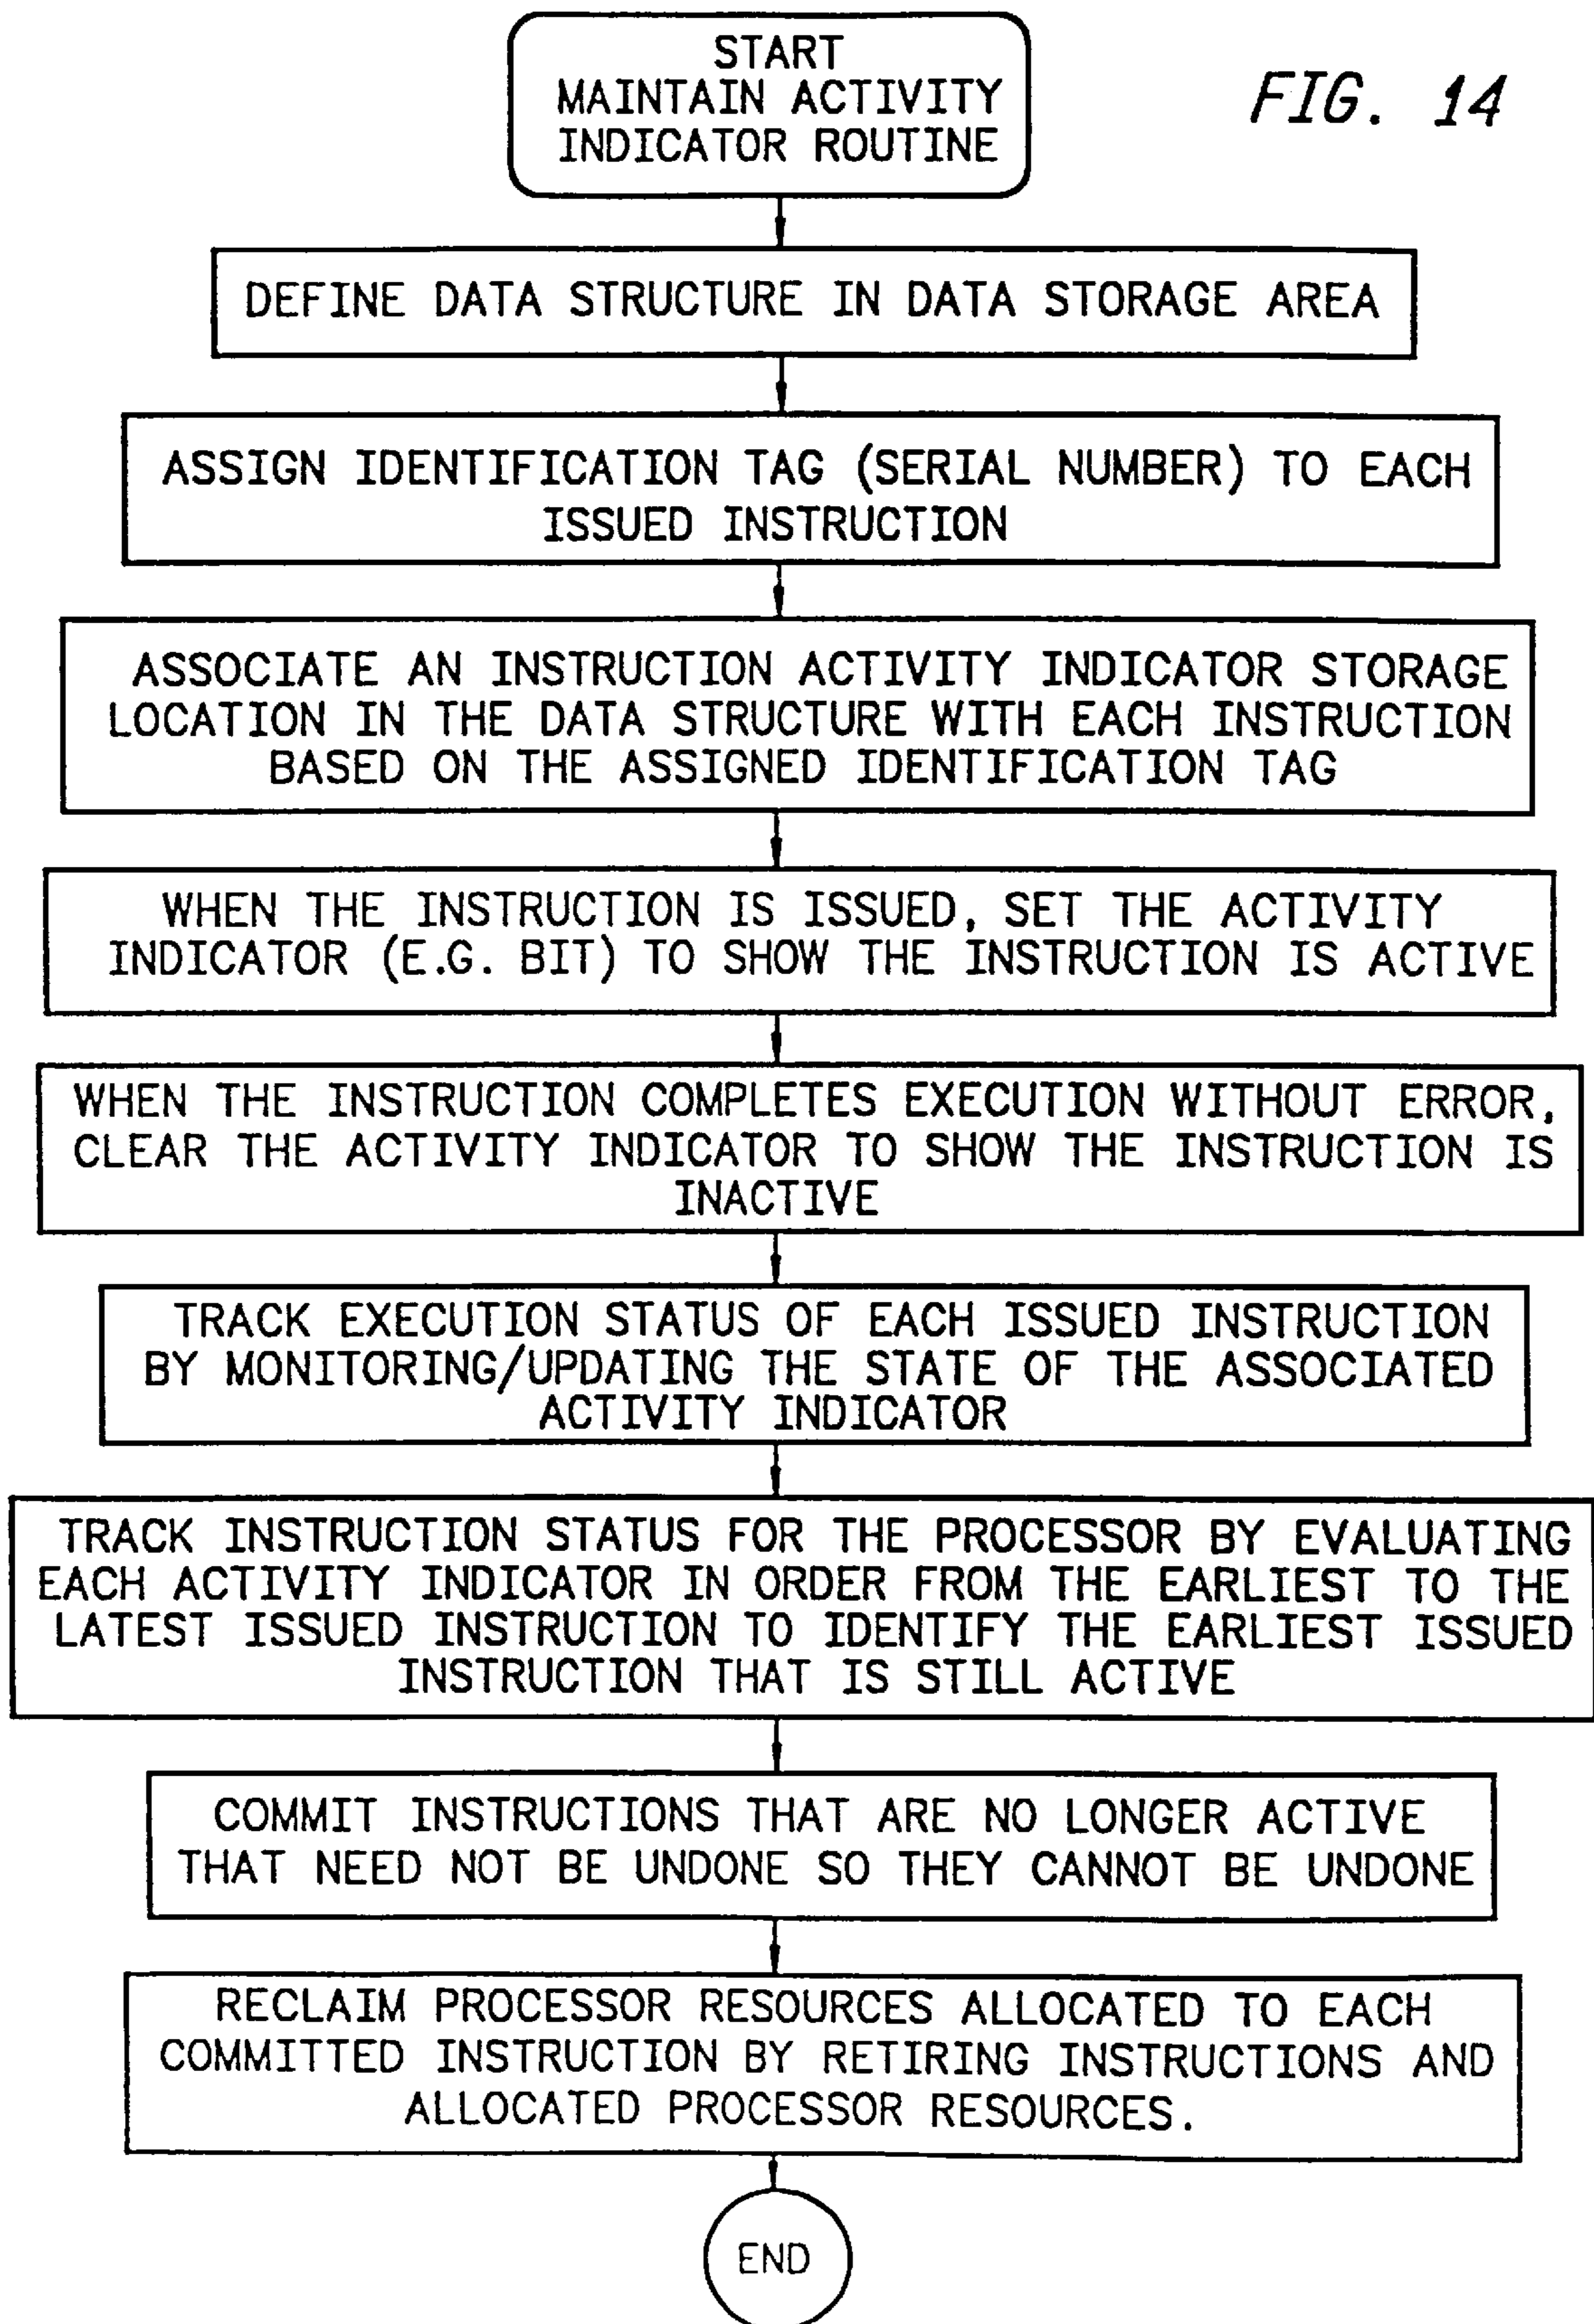 START
MAINTAIN ACTIVITY
INDICATOR ROUTINE
FIG. 14
DEFINE DATA STRUCTURE IN DATA STORAGE AREA
ASSIGN IDENTIFICATION TAG (SERIAL NUMBER) TO EACH
ISSUED INSTRUCTION
ASSOCIATE AN INSTRUCTION ACTIVITY INDICATOR STORAGE
LOCATION IN THE DATA STRUCTURE WITH EACH INSTRUCTION
BASED ON THE ASSIGNED IDENTIFICATION TAG
WHEN THE INSTRUCTION IS ISSUED, SET THE ACTIVITY
INDICATOR (E.G. BIT) TO SHOW THE INSTRUCTION IS ACTIVE
WHEN THE INSTRUCTION COMPLETES EXECUTION WITHOUT ERROR,
CLEAR THE ACTIVITY INDICATOR TO SHOW THE INSTRUCTION IS
INACTIVE
TRACK EXECUTION STATUS OF EACH ISSUED INSTRUCTION
BY MONITORING/UPDATING THE STATE OF THE ASSOCIATED
ACTIVITY INDICATOR
TRACK INSTRUCTION STATUS FOR THE PROCESSOR BY EVALUATING
EACH ACTIVITY INDICATOR IN ORDER FROM THE EARLIEST TO THE
LATEST ISSUED INSTRUCTION TO IDENTIFY THE EARLIEST ISSUED
INSTRUCTION THAT IS STILL ACTIVE
COMMIT INSTRUCTIONS THAT ARE NO LONGER ACTIVE
THAT NEED NOT BE UNDONE SO THEY CANNOT BE UNDONE
RECLAIM PROCESSOR RESOURCES ALLOCATED TO EACH
COMMITTED INSTRUCTION BY RETIRING INSTRUCTIONS AND
ALLOCATED PROCESSOR RESOURCES.
END